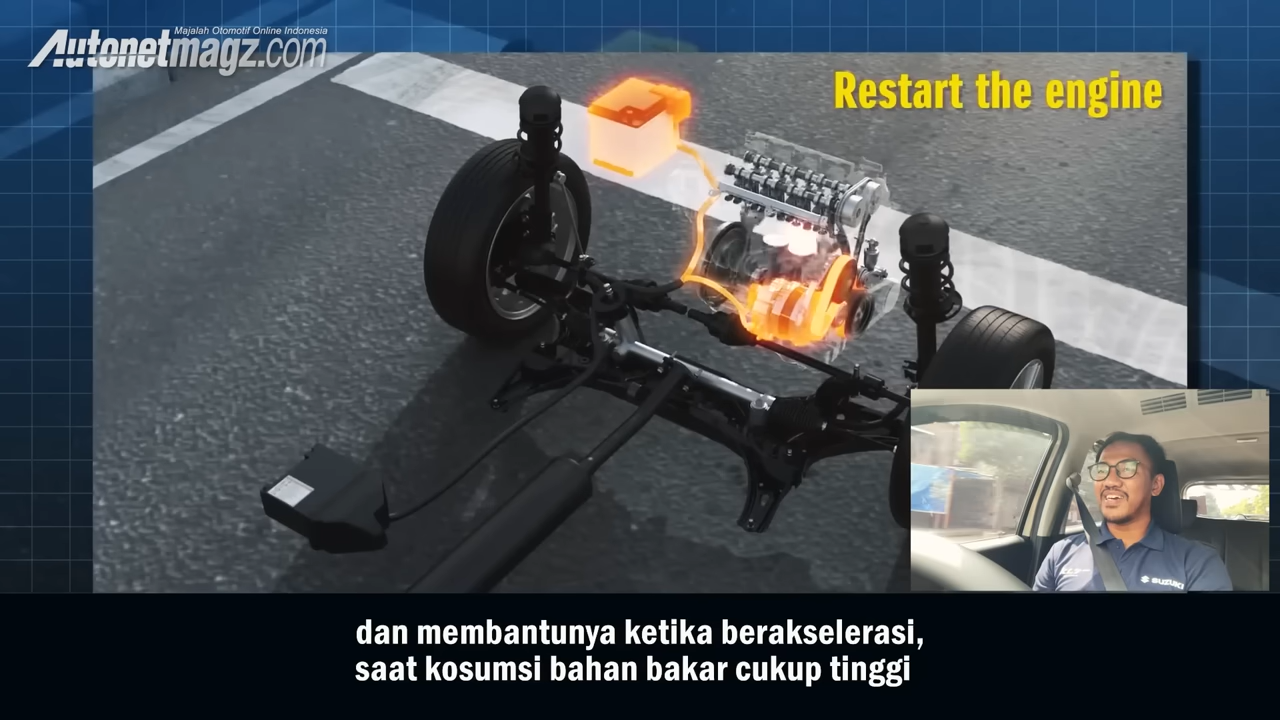 Majalah Otomotif Online Indonesia
Autonetmagz.com
Restart the engine
SUZUKI
dan membantunya ketika berakselerasi,
saat kosumsi bahan bakar cukup tinggi